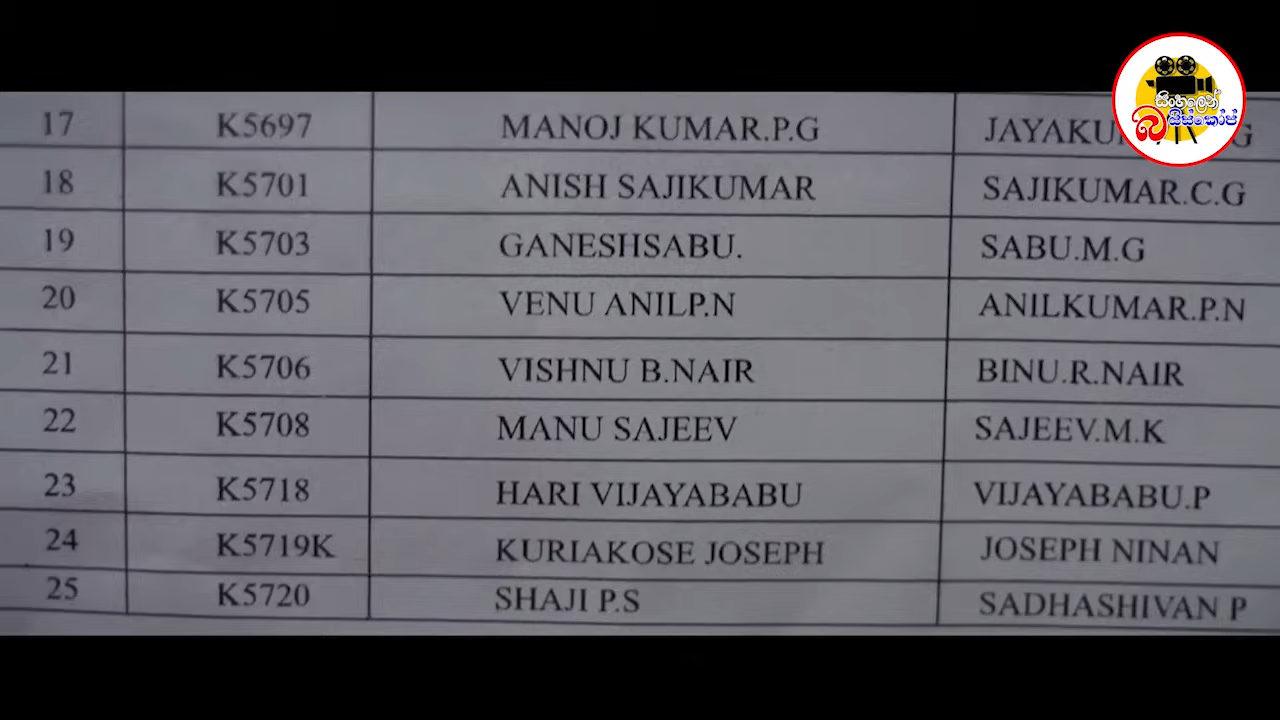 සිංහලෙන්
බයිස්කෝප්
17 K5697 MANOJ KUMAR.P.G
18 K5701 ANISH SAJIKUMAR SAJIKUMAR.C.G
19 K5703 GANESHSABU. SABU.M.G
20 K5705 VENU ANILP.N ANILKUMAR.P.N
21 K5706 VISHNU B.NAIR BINU.R.NAIR
22 K5708 MANU SAJEEV SAJEEV.M.K
23 K5718 HARI VIJAYABABU VIJAYABABU.P
24 K5719K KURIAKOSE JOSEPH JOSEPH NINAN
25 K5720 SHAJI P.S SADHASHIVAN P